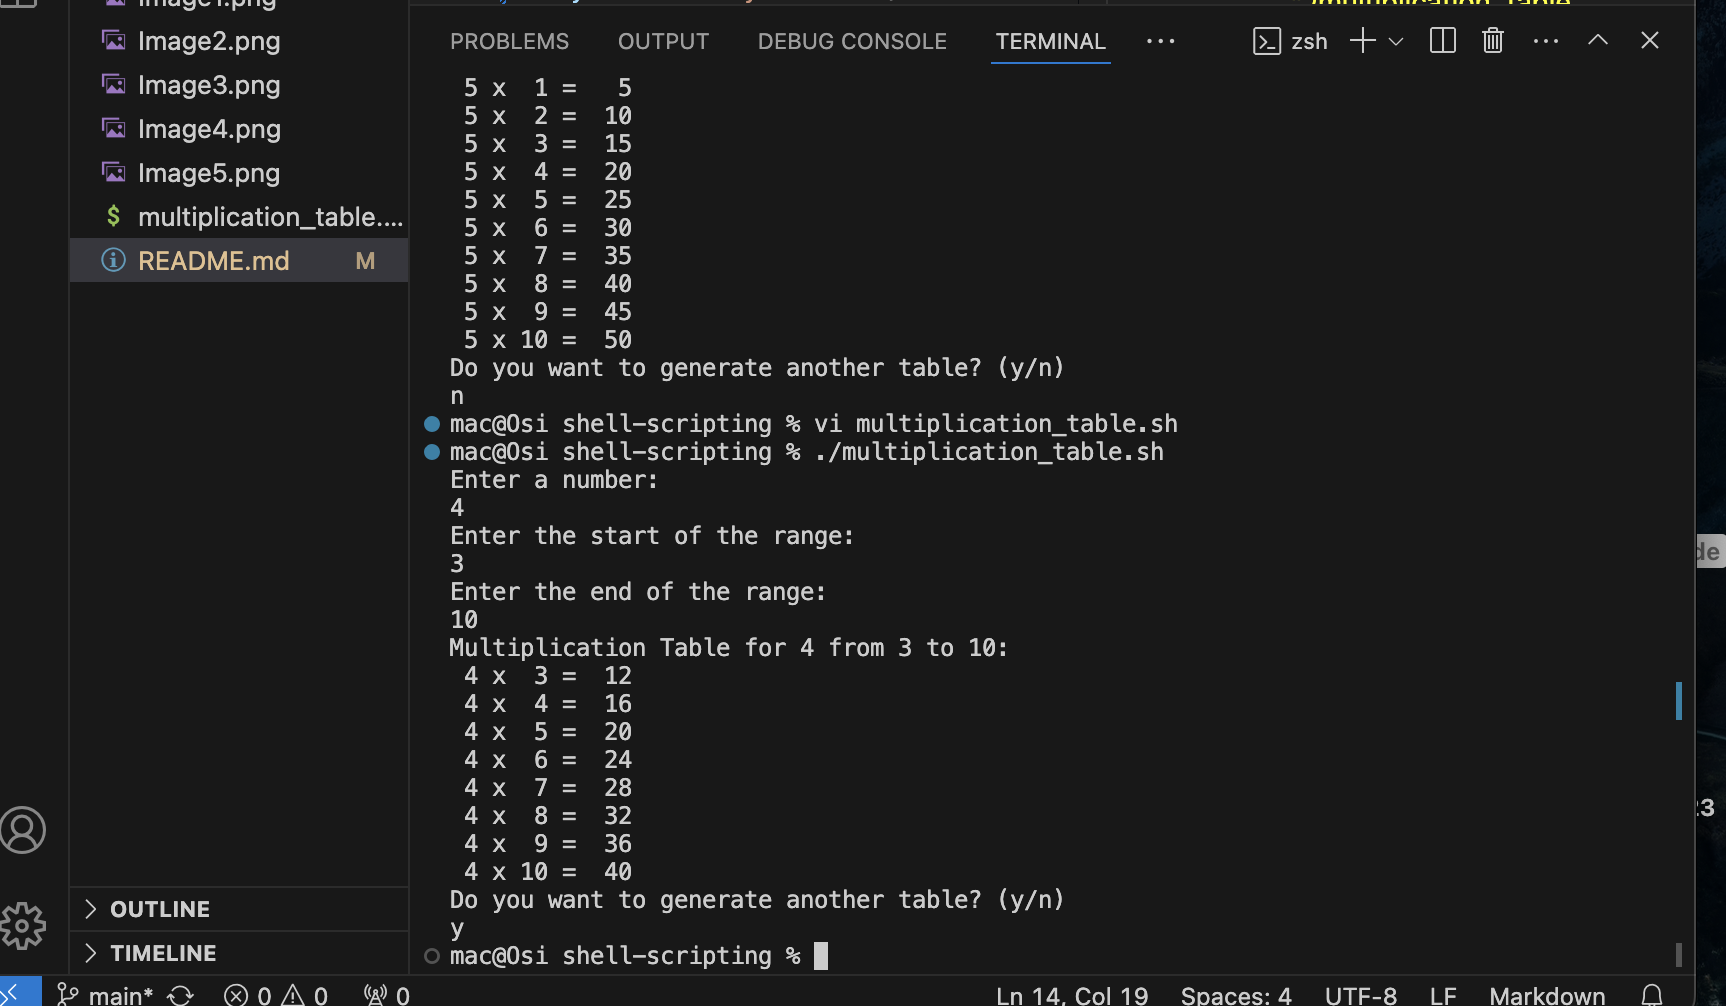 Image1.png
Image2.png
Image3.png
Image4.png
Image5.png
$ multiplication_table....
README.md M
OUTLINE
TIMELINE
/multiplication_table
PROBLEMS OUTPUT DEBUG CONSOLE TERMINAL ··· zsh
5 x 1 = 5
5 x 2 = 10
5 x 3 = 15
5 x 4 = 20
5 x 5 = 25
5 x 6 = 30
5 x 7 = 35
5 x 8 = 40
5 x 9 = 45
5 x 10 = 50
Do you want to generate another table? (y/n)
n
mac@Osi shell-scripting % vi multiplication_table.sh
mac@Osi shell-scripting % ./multiplication_table.sh
Enter a number:
4
Enter the start of the range:
3
Enter the end of the range:
10
Multiplication Table for 4 from 3 to 10:
4 x 3 = 12
4 x 4 = 16
4 x 5 = 20
4 x 6 = 24
4 x 7 = 28
4 x 8 = 32
4 x 9 = 36
4 x 10 = 40
Do you want to generate another table? (y/n)
y
mac@Osi shell-scripting %
de
23
main* 0 0 0 Ln 14, Col 19 Spaces: 4 UTF-8 LF Markdown